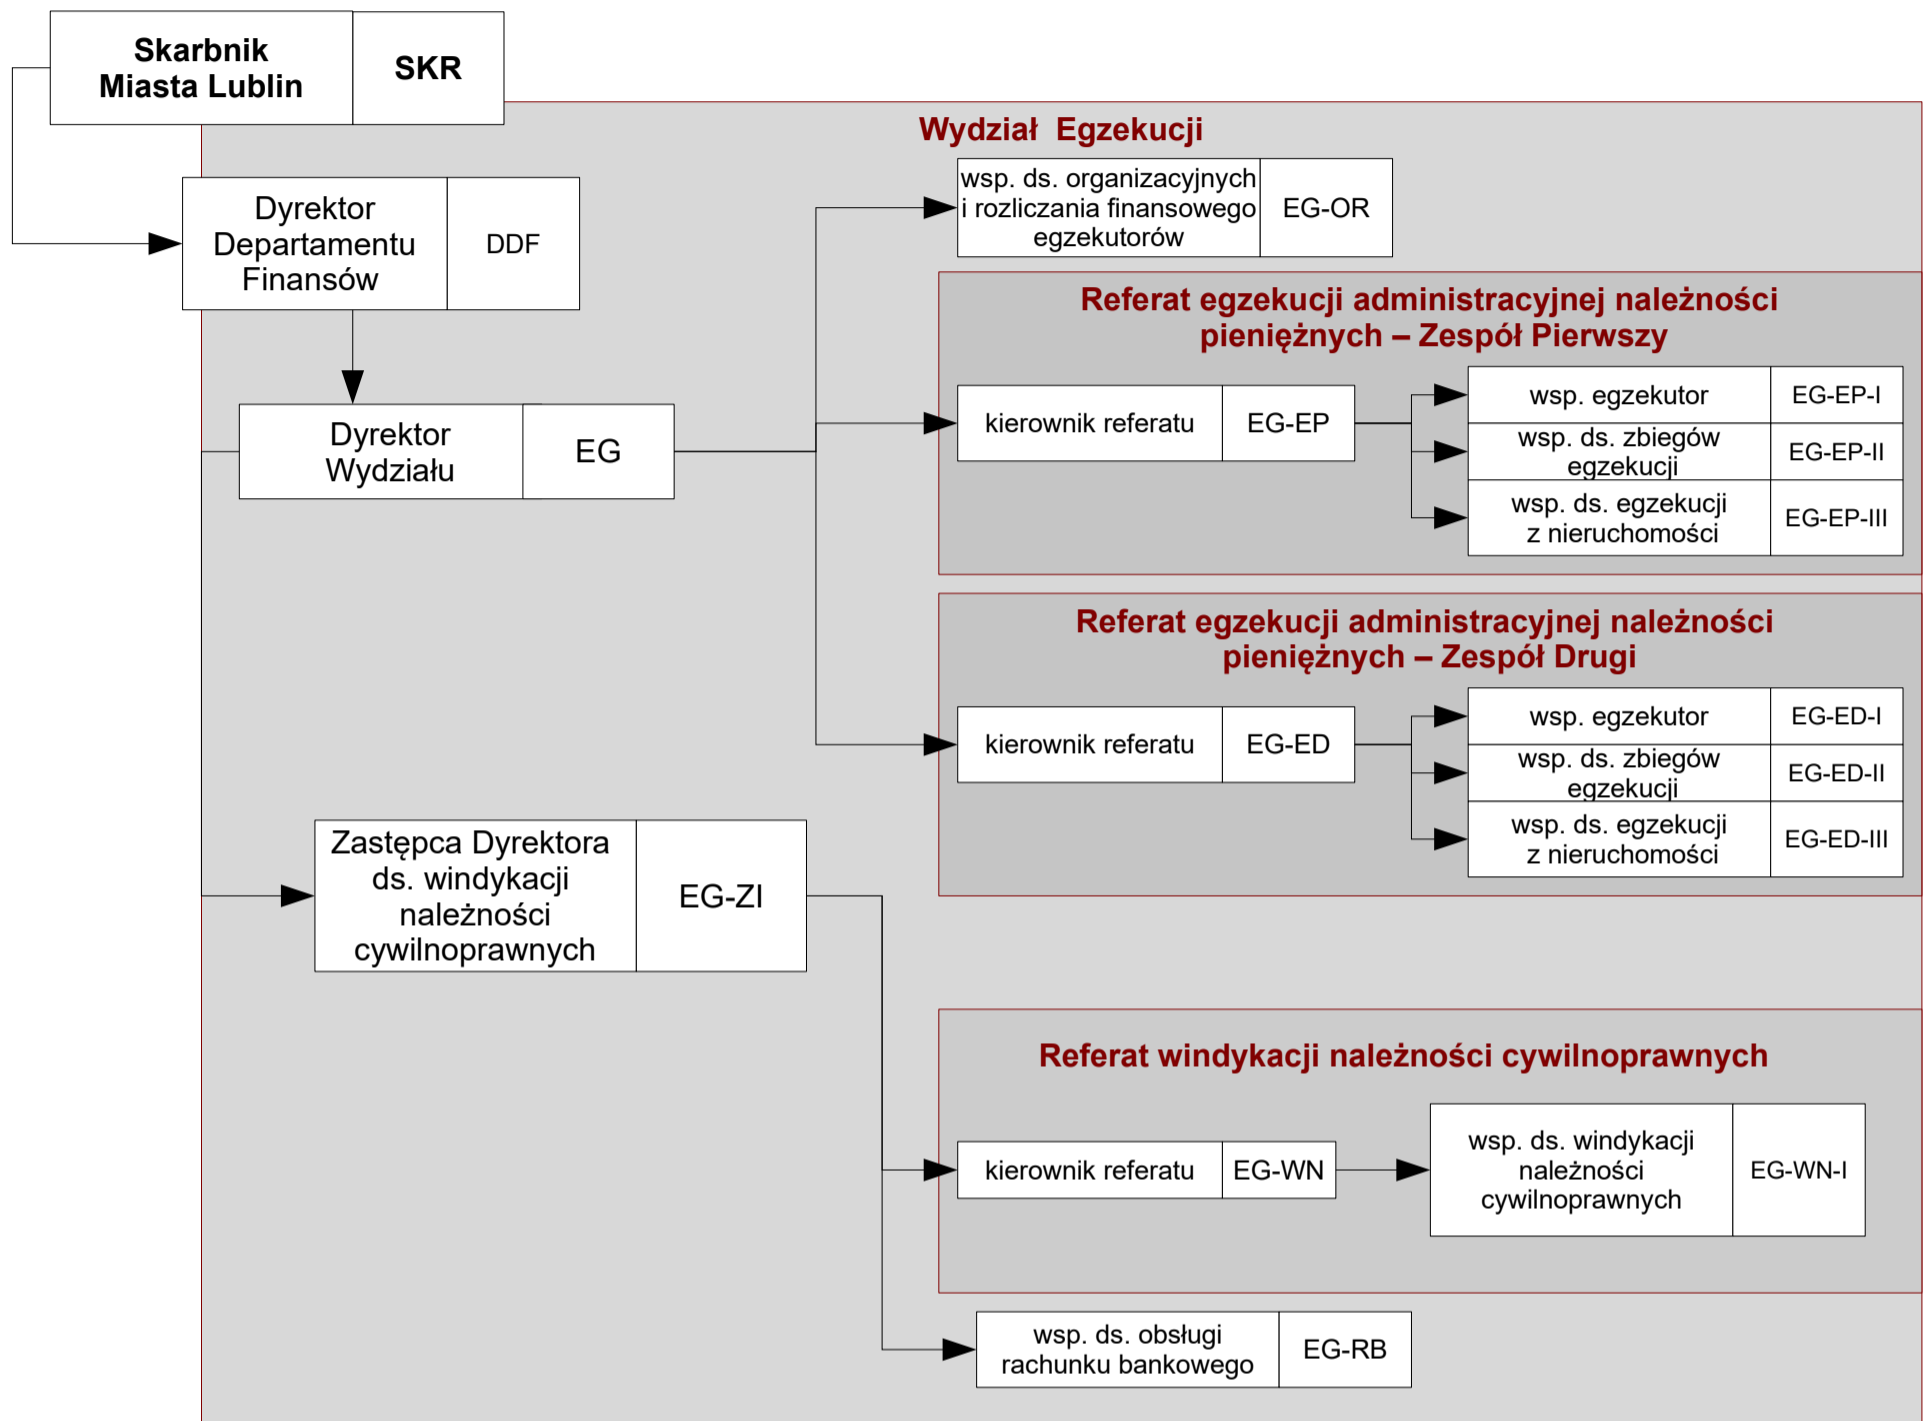 Skarbnik
Miasta Lublin
SKR
Wydział Egzekucji
wsp. ds. organizacyjnych
i rozliczania finansowego
egzekutorów
EG-OR
Dyrektor
Departamentu
Finansów
DDF
Referat egzekucji administracyjnej należności
pieniężnych – Zespół Pierwszy
Dyrektor
Wydziału
EG
kierownik referatu
EG-EP
wsp. egzekutor
EG-EP-I
wsp. ds. zbiegów
egzekucji
EG-EP-II
wsp. ds. egzekucji
z nieruchomości
EG-EP-III
Referat egzekucji administracyjnej należności
pieniężnych – Zespół Drugi
kierownik referatu
EG-ED
wsp. egzekutor
EG-ED-I
wsp. ds. zbiegów
egzekucji
EG-ED-II
wsp. ds. egzekucji
z nieruchomości
EG-ED-III
Zastępca Dyrektora
ds. windykacji
należności
cywilnoprawnych
EG-ZI
Referat windykacji należności cywilnoprawnych
kierownik referatu
EG-WN
wsp. ds. windykacji
należności
cywilnoprawnych
EG-WN-I
wsp. ds. obsługi
rachunku bankowego
EG-RB